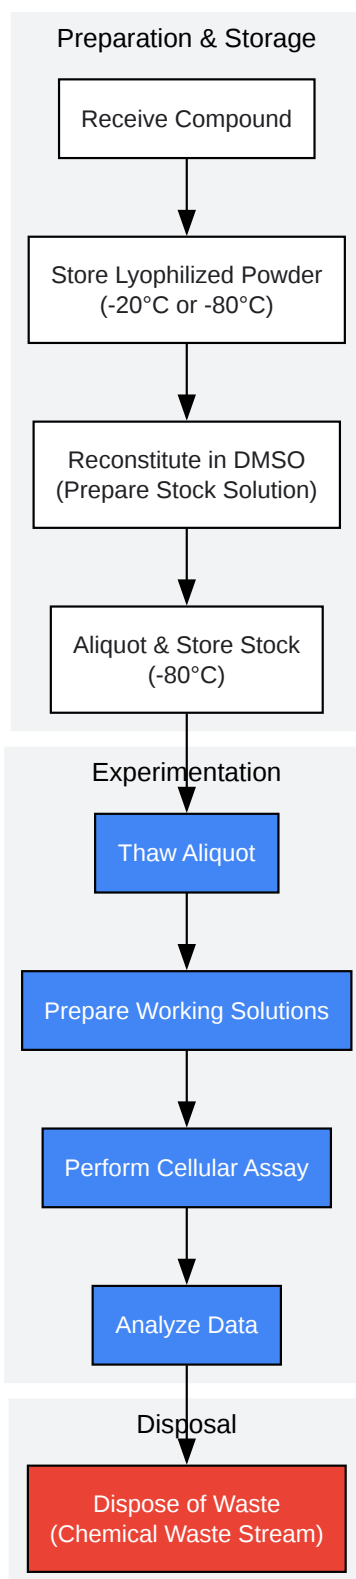 Preparation & Storage
Receive Compound
Store Lyophilized Powder
(-20°C or -80°C)
Reconstitute in DMSO
(Prepare Stock Solution)
Aliquot & Store Stock
(-80°C)
Experimentation
Thaw Aliquot
Prepare Working Solutions
Perform Cellular Assay
Analyze Data
Disposal
Dispose of Waste
(Chemical Waste Stream)